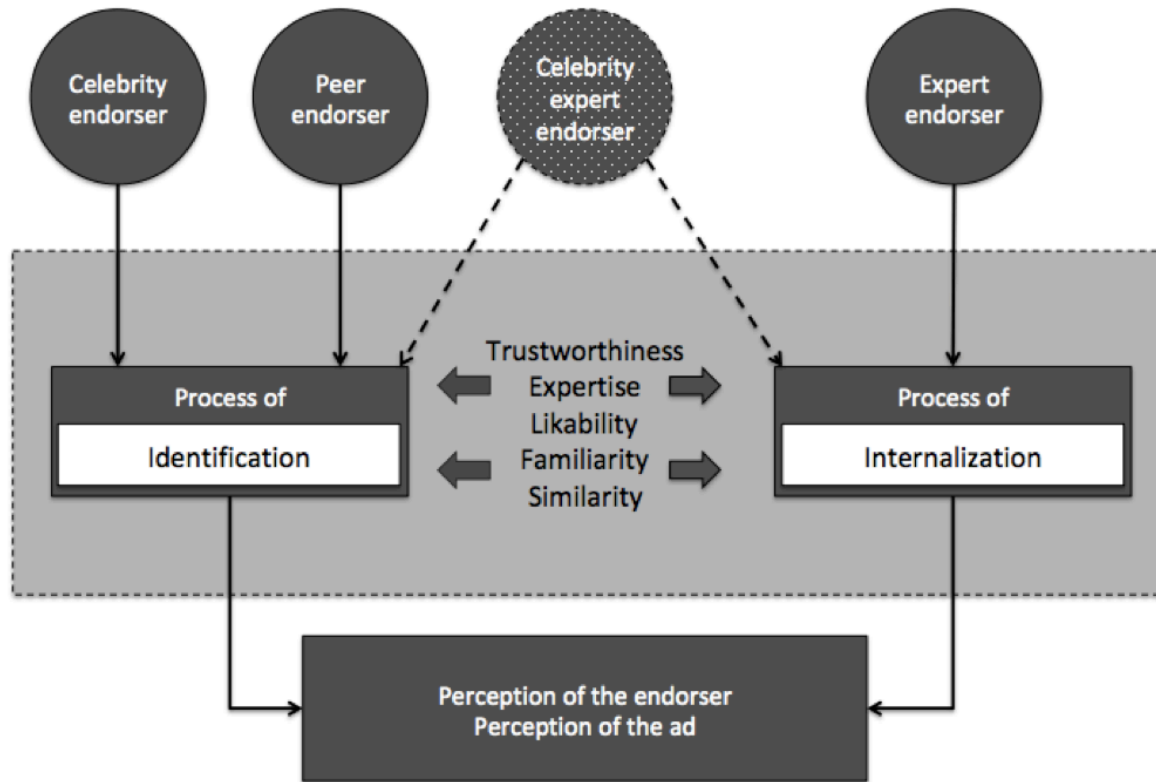 Celebrity
endorser
Peer
endorser
Celebrity
expert
endorser
Expert
endorser
Process of
Identification
Trustworthiness
Expertise
Likability
Familiarity
Similarity
Process of
Internalization
Perception of the endorser
Perception of the ad